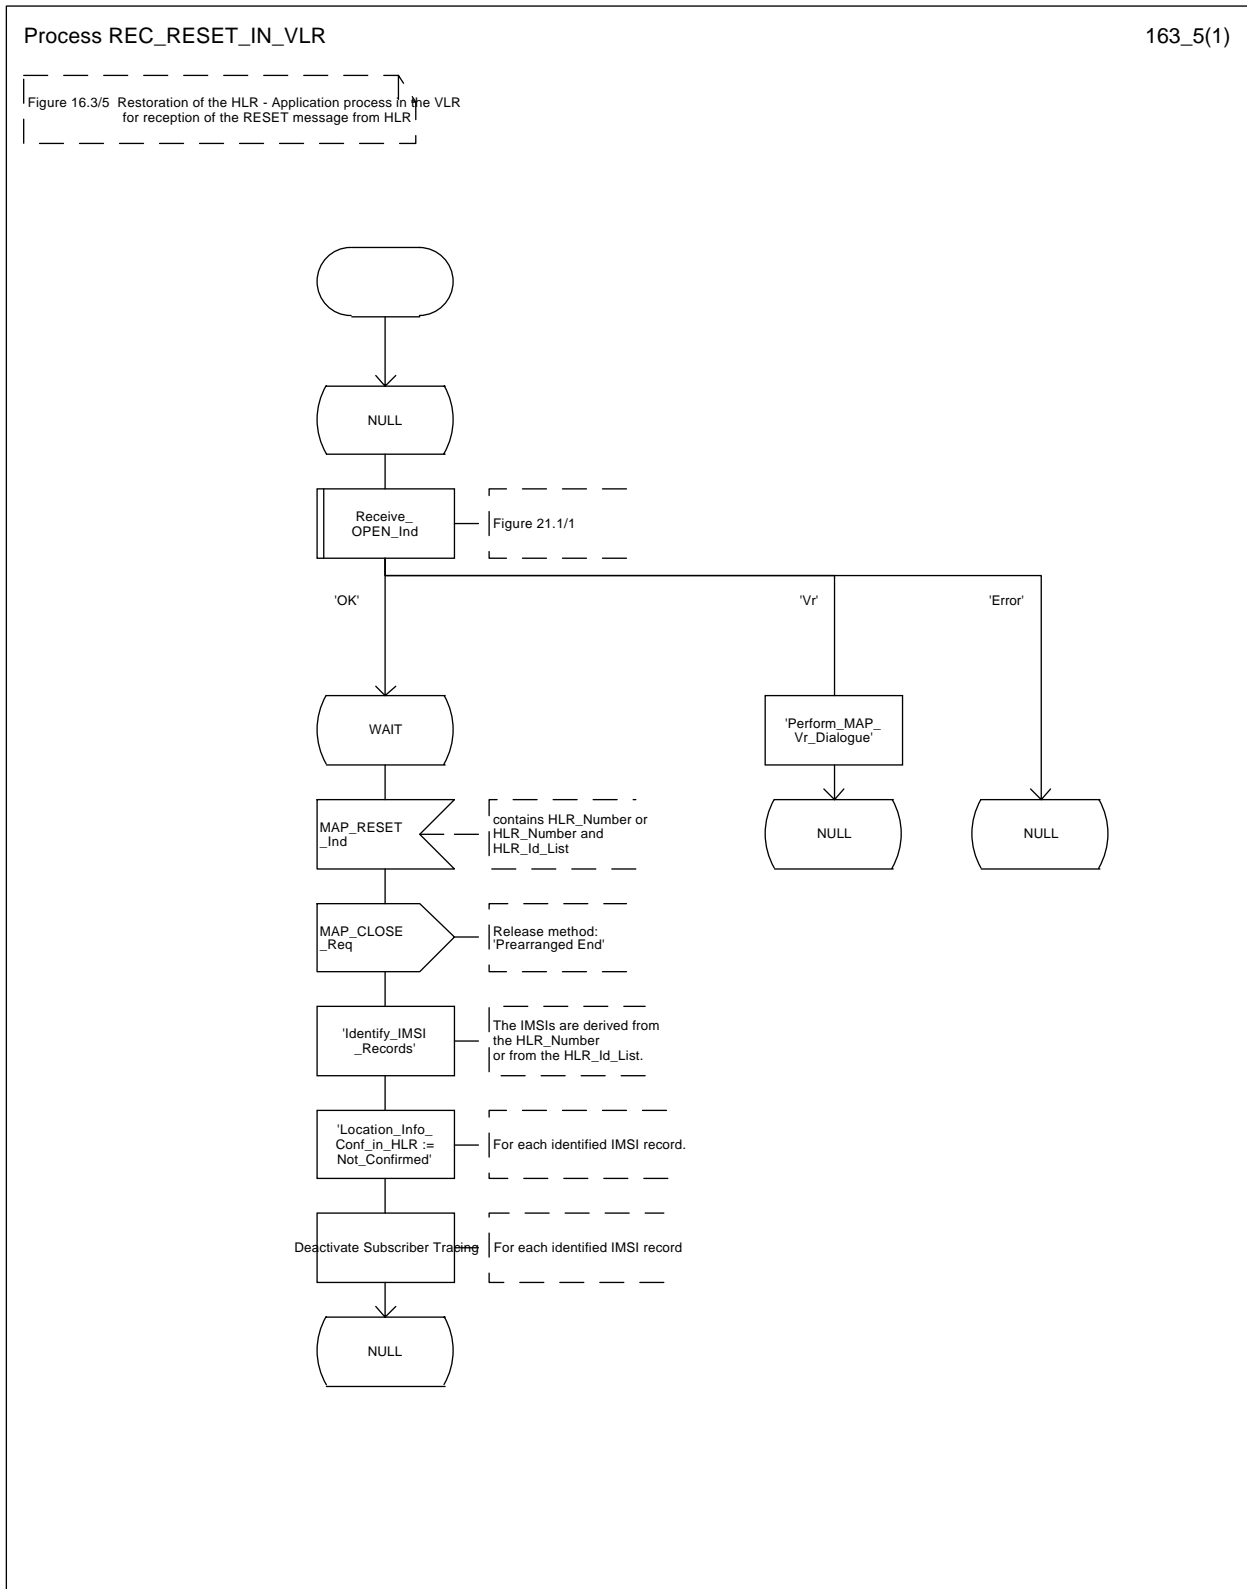 Process REC_RESET_IN_VLR
163_5(1)
Figure 16.3/5 Restoration of the HLR - Application process in the VLR
for reception of the RESET message from HLR
NULL
Receive_
OPEN_Ind
Figure 21.1/1
'OK'
'Vr'
'Error'
WAIT
'Perform_MAP_
Vr_Dialogue'
MAP_RESET
_Ind
contains HLR_Number or
HLR_Number and
HLR_Id_List
NULL
NULL
MAP_CLOSE
_Req
Release method:
'Prearranged End'
'Identify_IMSI
_Records'
The IMSIs are derived from
the HLR_Number
or from the HLR_Id_List.
'Location_Info_
Conf_in_HLR :=
Not_Confirmed'
For each identified IMSI record.
Deactivate Subscriber Tracing
For each identified IMSI record
NULL